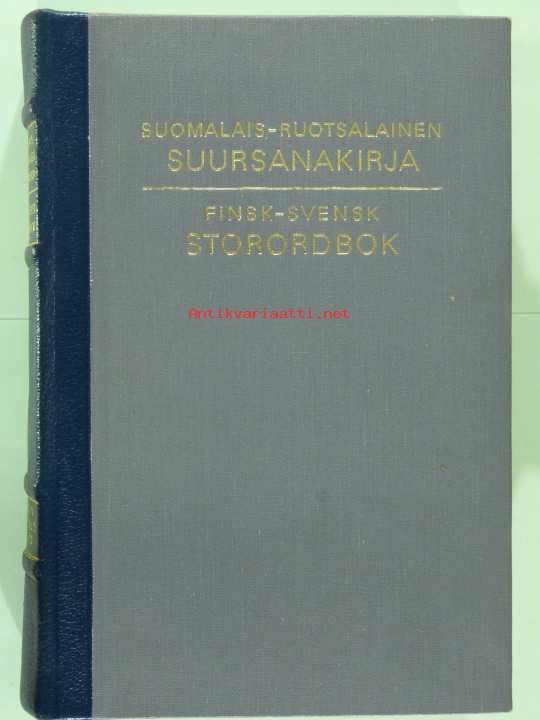 SUOMALAIS-RUOTSALAINEN
SUURSANAKIRJA
FINSK-SVENSK
STORORDBOK
Antikvariaatti.net